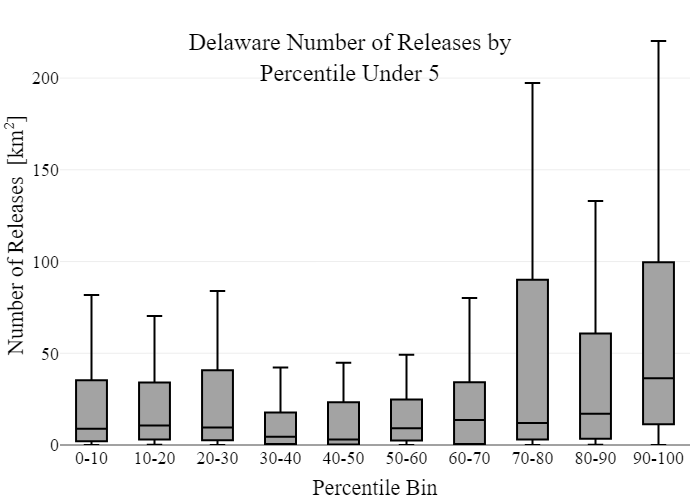 Delaware Number of Releases by
Percentile Under 5
Number of Releases [km²]
200
150
100
50
0
0-10 10-20 20-30 30-40 40-50 50-60 60-70 70-80 80-90 90-100
Percentile Bin